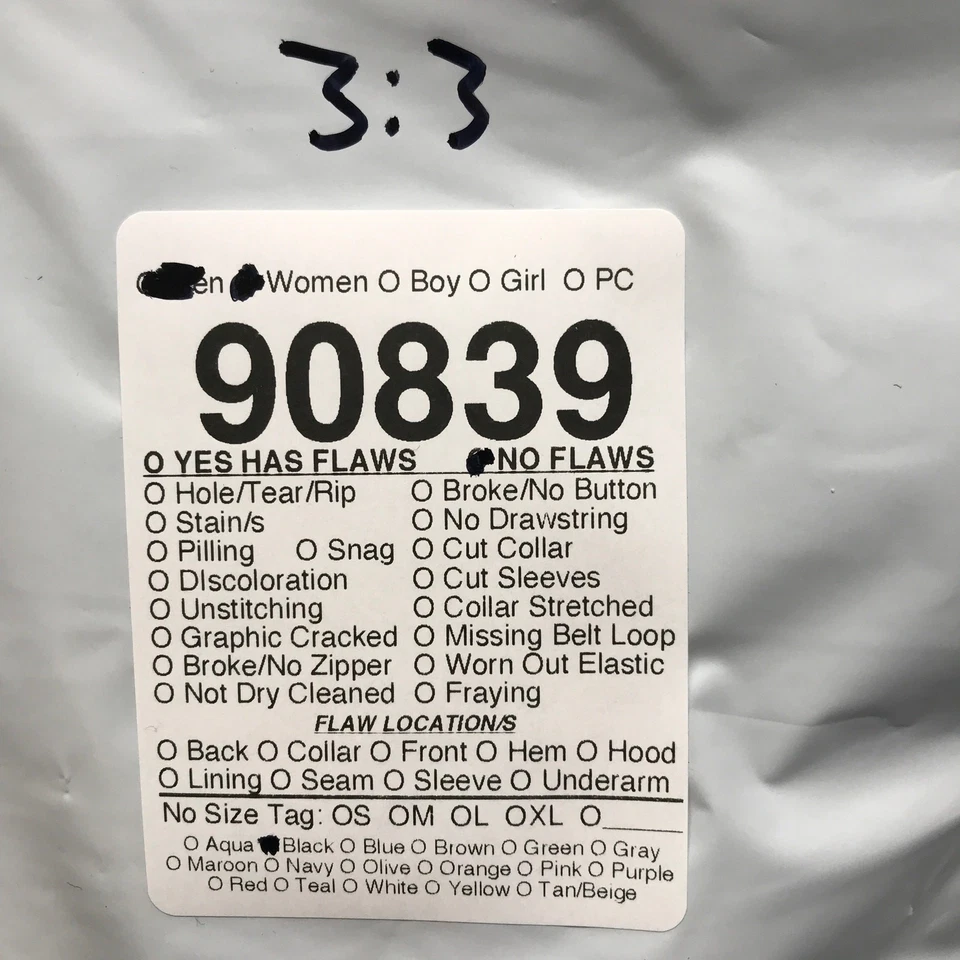 3:3
Women O Boy O Girl O PC
90839
O YES HAS FLAWS NO FLAWS
O Hole/Tear/Rip O Broke/No Button
O Stain/s O No Drawstring
O Pilling O Snag O Cut Collar
O DIscoloration O Cut Sleeves
O Unstitching O Collar Stretched
O Graphic Cracked O Missing Belt Loop
O Broke/No Zipper O Worn Out Elastic
O Not Dry Cleaned O Fraying
FLAW LOCATION/S
O Back O Collar O Front O Hem O Hood
O Lining O Seam O Sleeve O Underarm
No Size Tag: OS OM OL OXL O______
O Aqua Black O Blue O Brown O Green O Gray
O Maroon O Navy O Olive O Orange O Pink O Purple
O Red O Teal O White O Yellow O Tan/Beige